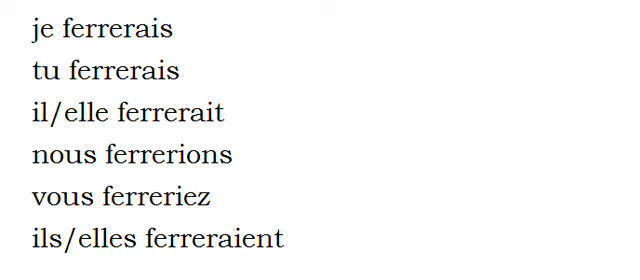 je ferrerais
tu ferrerais
il/elle ferrerait
nous ferrerions
vous ferreriez
ils/elles ferreraient